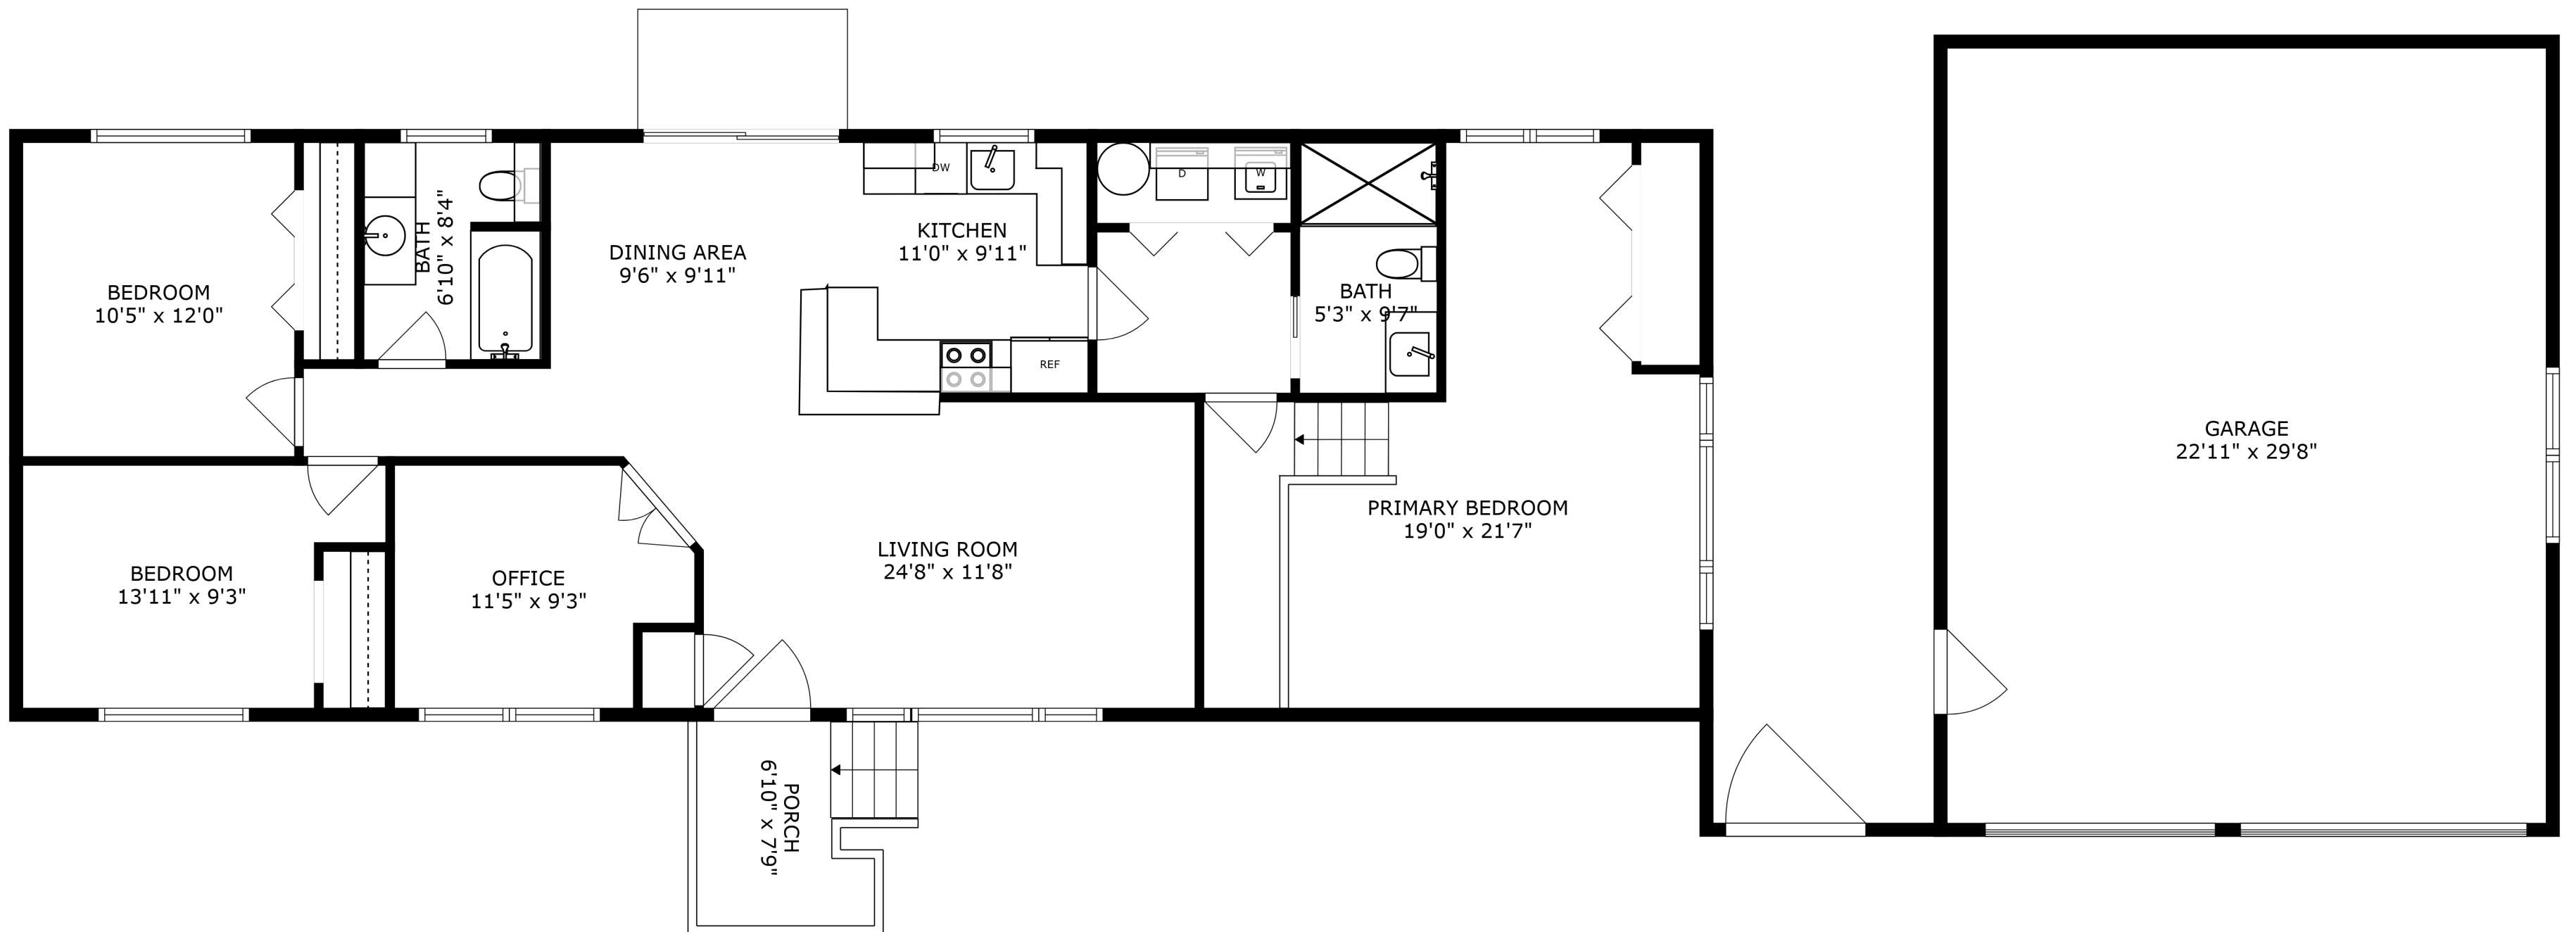 BEDROOM
10'5" x 12'0"
BATH
6'10" x 8'4"
DINING AREA
9'6" x 9'11"
KITCHEN
11'0" x 9'11"
DW
REF
D
W
BATH
5'3" x 9'7"
BEDROOM
13'11" x 9'3"
OFFICE
11'5" x 9'3"
LIVING ROOM
24'8" x 11'8"
PRIMARY BEDROOM
19'0" x 21'7"
GARAGE
22'11" x 29'8"
PORCH
6'10" x 7'9"